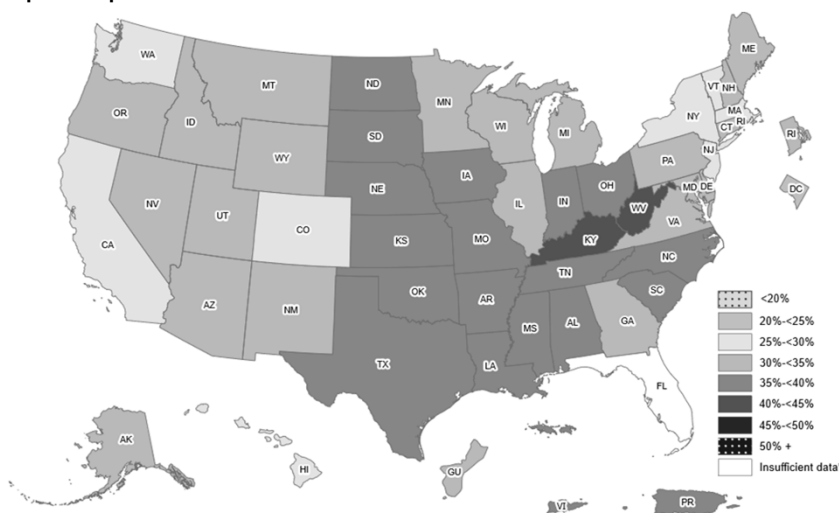 WA
MT
ND
MN
ME
OR
ID
SD
WI
MI
VT
NH
NY
MA
CT
RI
RI
WY
NE
IA
PA
NJ
NV
UT
CO
IL
IN
OH
MD
DE
DC
CA
KS
MO
KY
WV
VA
AZ
NM
OK
AR
TN
NC
SC
MS
AL
GA
TX
LA
FL
AK
HI
GU
VI
PR
<20%
20%-<25%
25%-<30%
30%-<35%
35%-<40%
40%-<45%
45%-<50%
50% +
Insufficient data